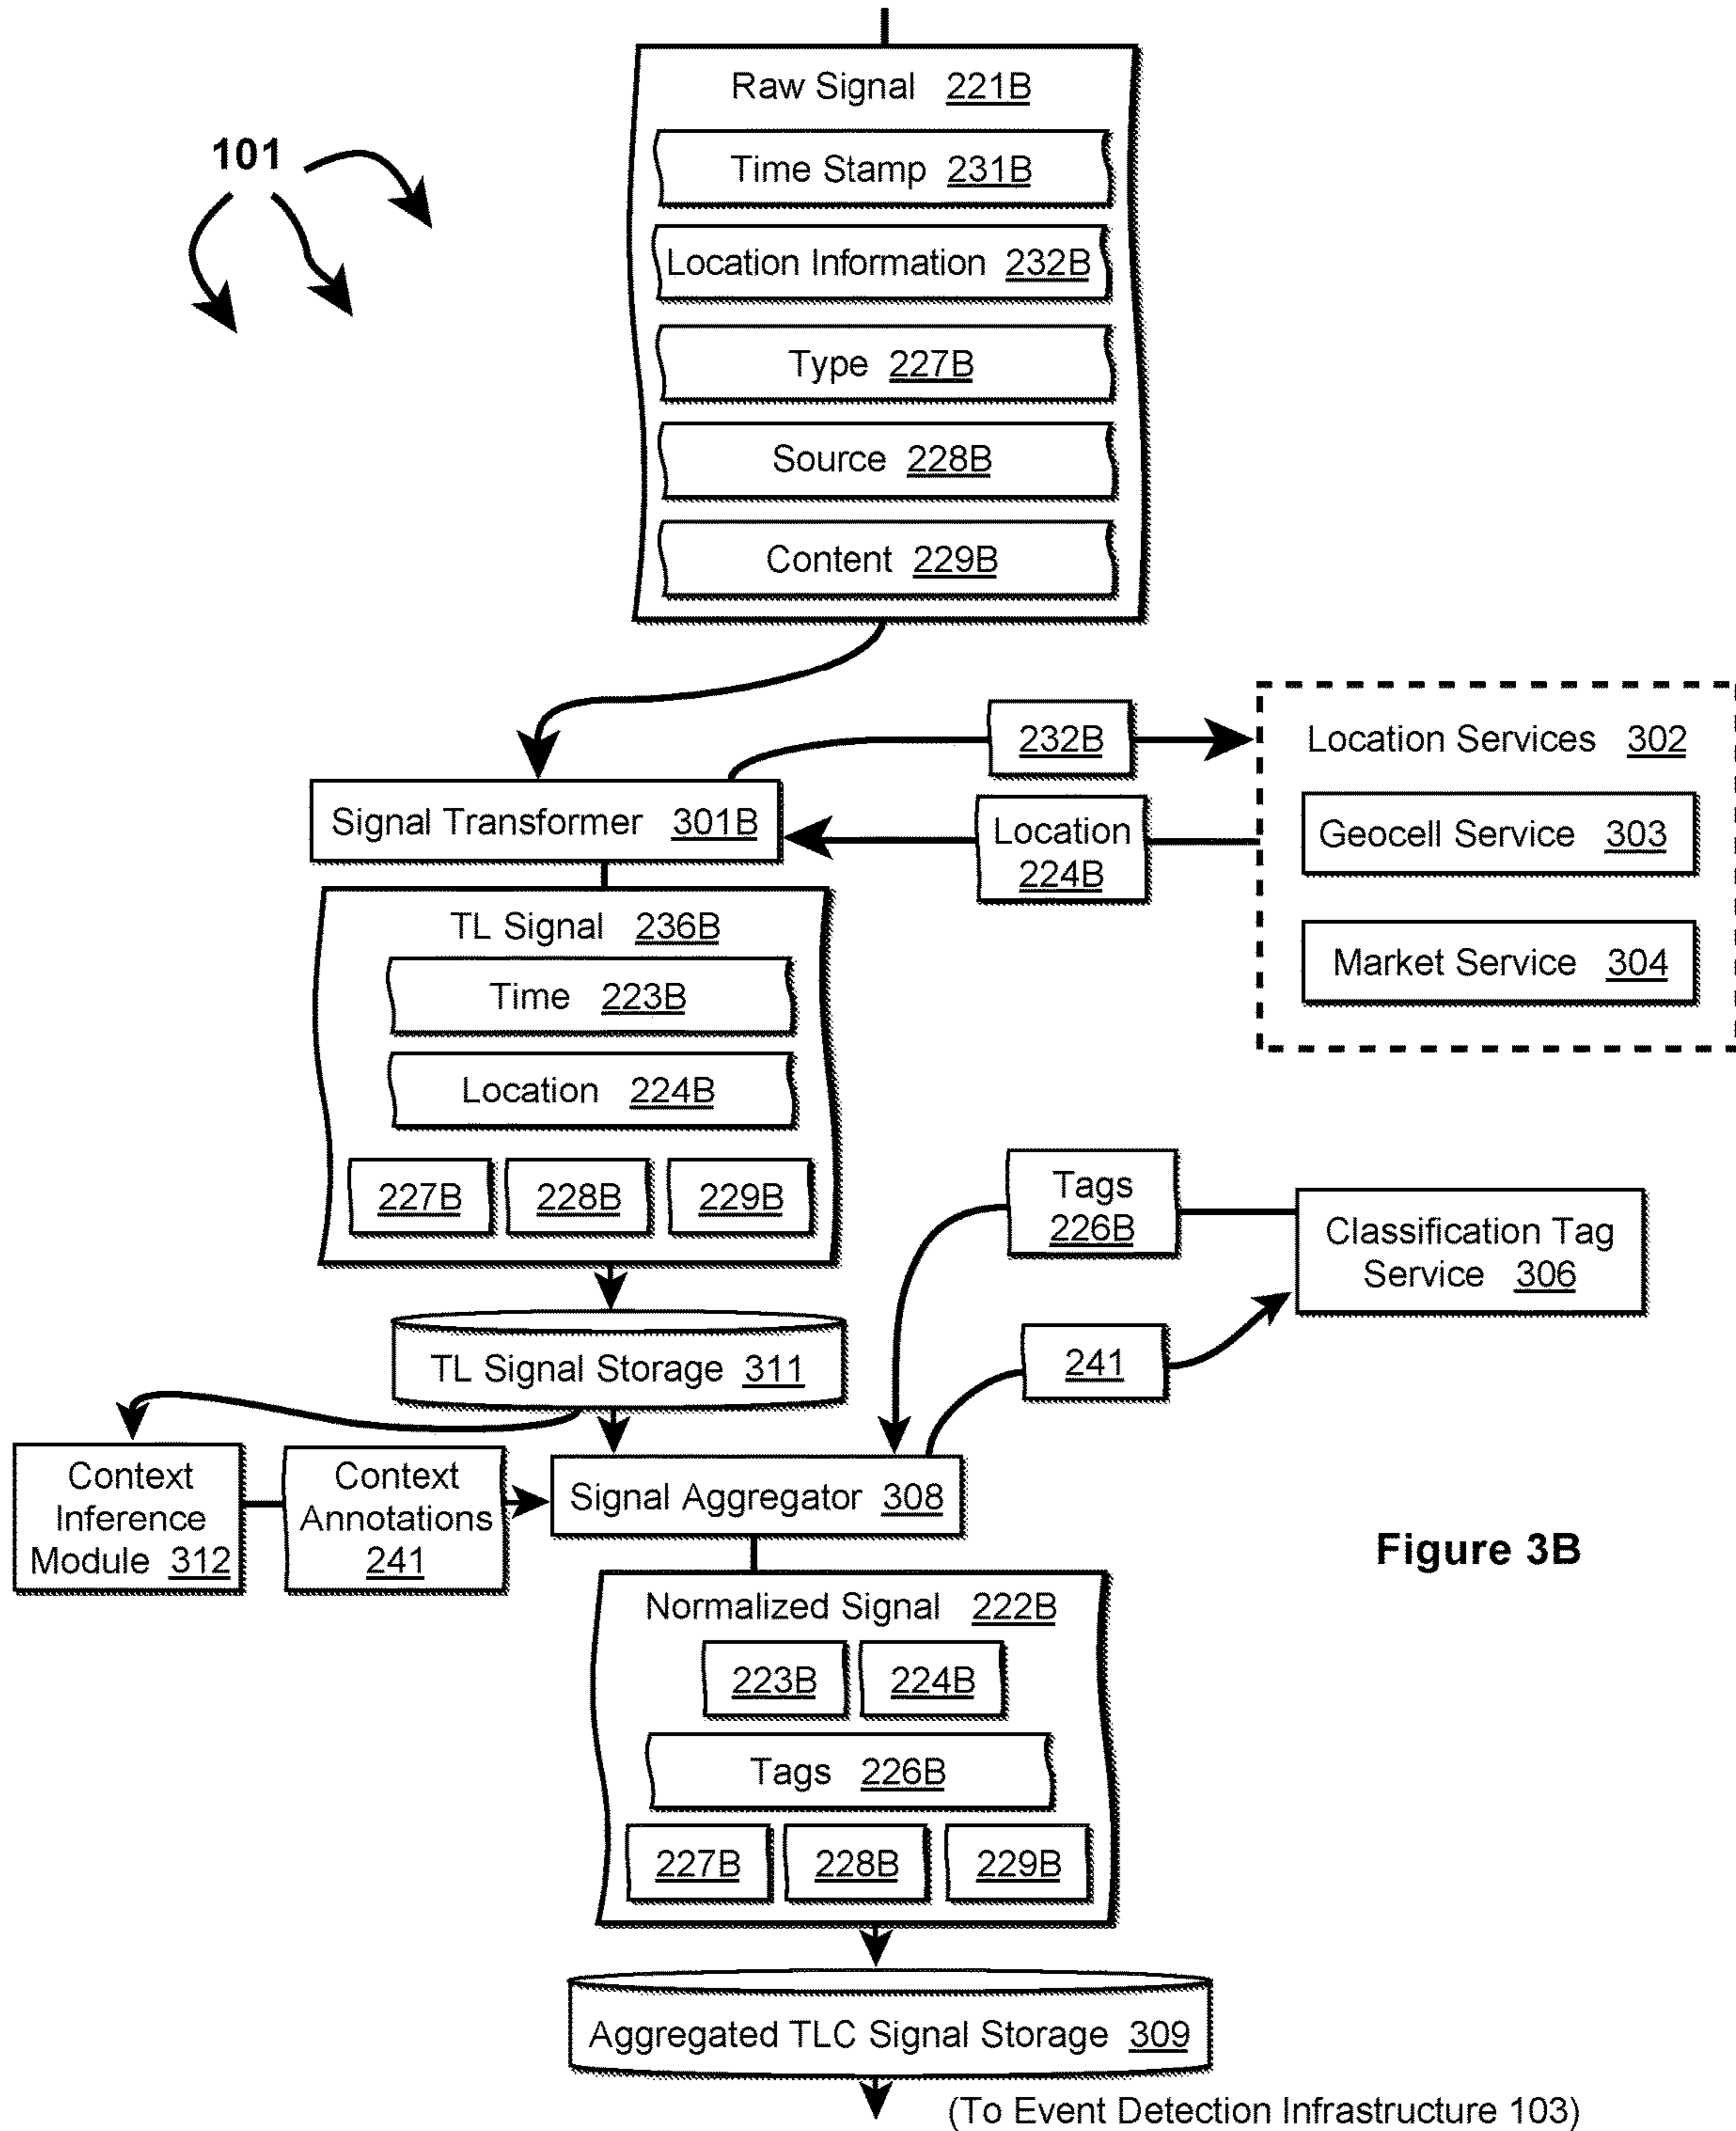 Raw Signal 221B
101
Time Stamp 231B
Location Information 232B
Type 227B
Source 228B
Content 229B
232B
Location Services 302
Signal Transformer 301B
Location
224B
Geocell Service 303
Market Service 304
TL Signal 236B
Time 223B
Location 224B
227B 228B 229B
Tags
226B
Classification Tag
Service 306
TL Signal Storage 311
241
Context
Inference
Module 312
Context
Annotations
241
Signal Aggregator 308
Figure 3B
Normalized Signal 222B
223B 224B
Tags 226B
227B 228B 229B
Aggregated TLC Signal Storage 309
(To Event Detection Infrastructure 103)